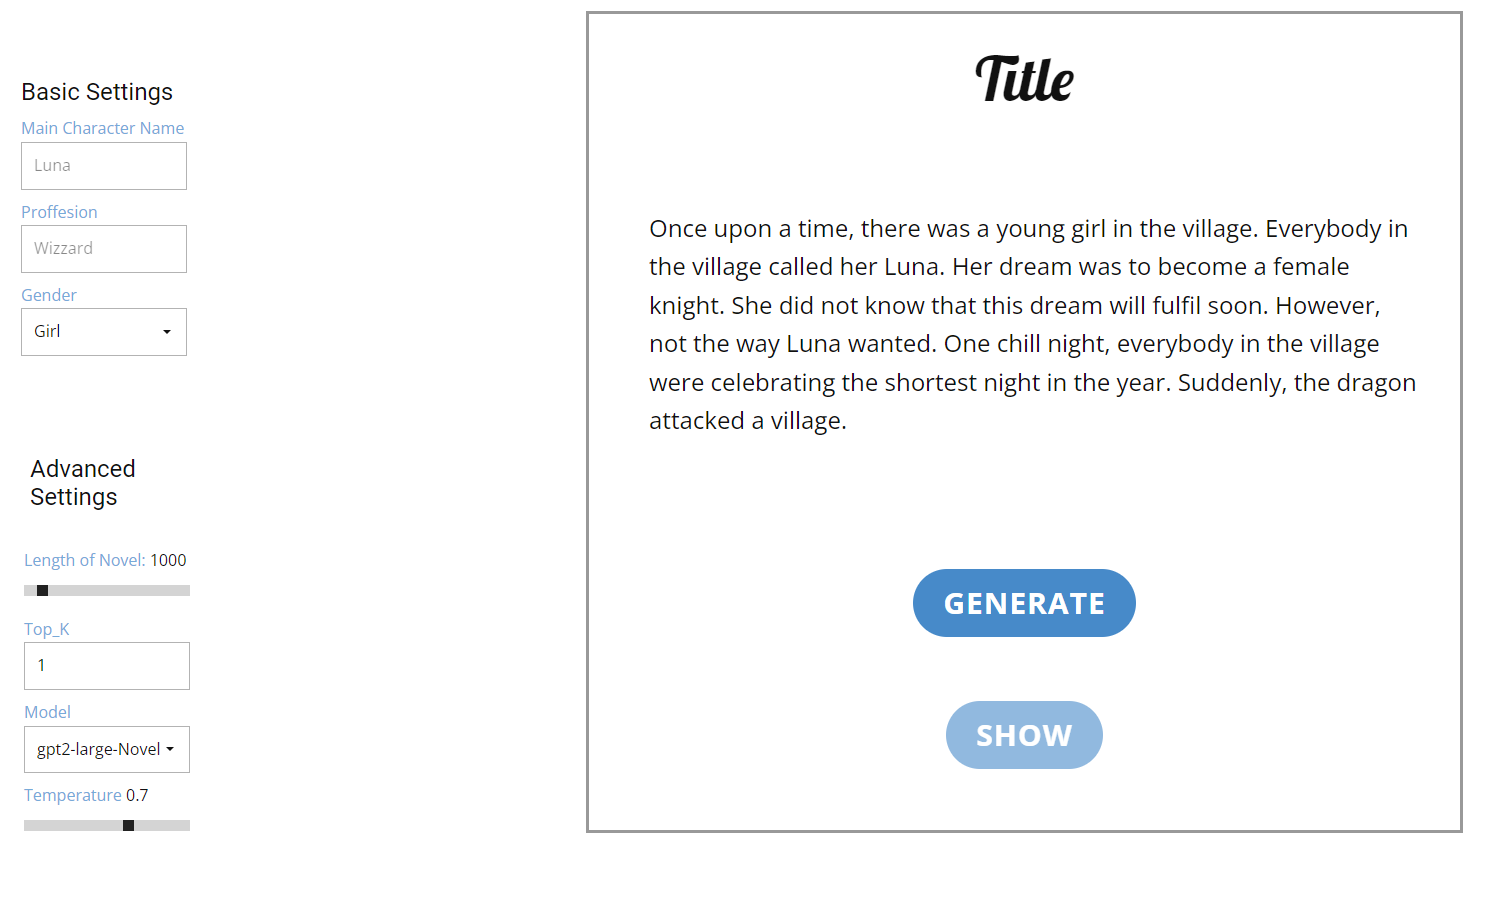 Basic Settings
Main Character Name
Luna
Proffesion
Wizzard
Gender
Girl
Advanced
Settings
Length of Novel: 1000
Top_K
1
Model
gpt2-large-Novel
Temperature 0.7
Title
Once upon a time, there was a young girl in the village. Everybody in
the village called her Luna. Her dream was to become a female
knight. She did not know that this dream will fulfil soon. However,
not the way Luna wanted. One chill night, everybody in the village
were celebrating the shortest night in the year. Suddenly, the dragon
attacked a village.
GENERATE
SHOW